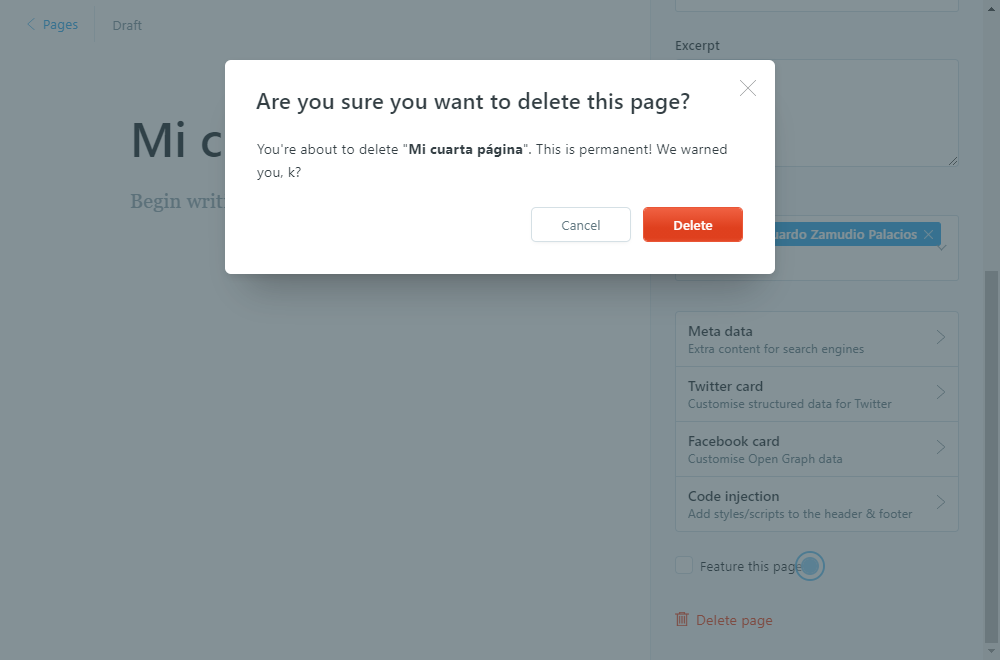 Pages
Draft
Excerpt
Are you sure you want to delete this page?
Mi c
You're about to delete "Mi cuarta página". This is permanent! We warned
you, k?
Begin writ
Cancel
Delete
uardo Zamudio Palacios
Meta data
Extra content for search engines
Twitter card
Customise structured data for Twitter
Facebook card
Customise Open Graph data
Code injection
Add styles/scripts to the header & footer
Feature this page
Delete page